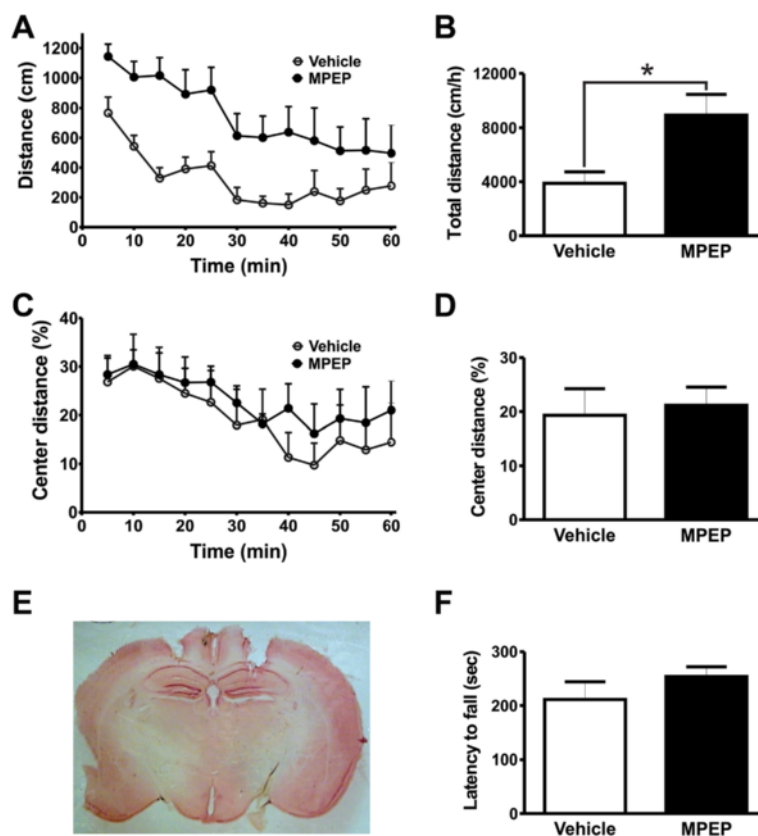 A
Distance (cm)
1200
1000
800
600
400
200
0
Vehicle
MPEP
0 10 20 30 40 50 60
Time (min)
B
Total distance (cm/h)
12000
8000
4000
0
*
Vehicle MPEP
C
Center distance (%)
40
30
20
10
0
Vehicle
MPEP
0 10 20 30 40 50 60
Time (min)
D
Center distance (%)
30
20
10
0
Vehicle MPEP
E
F
Latency to fall (sec)
300
200
100
0
Vehicle MPEP